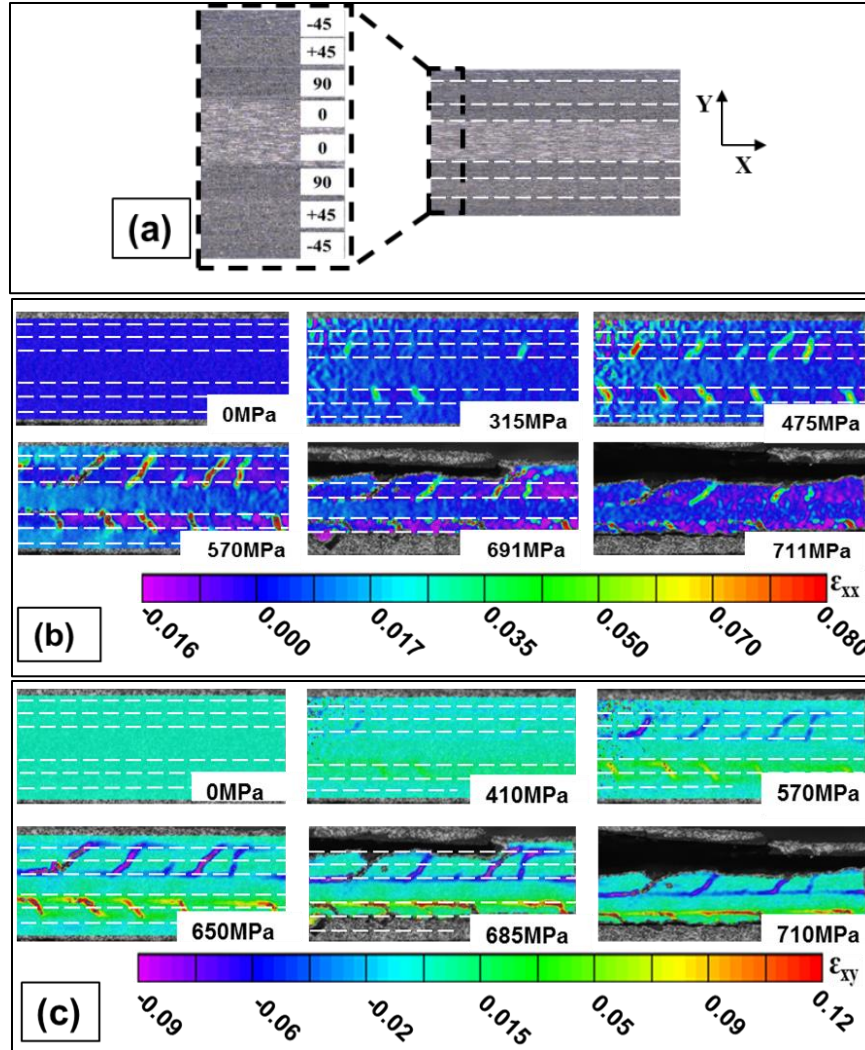 -45
+45
90
0
0
90
+45
-45
Y
X
(a)
0MPa
315MPa
475MPa
570MPa
691MPa
711MPa
εxx
-0.016
0.000
0.017
0.035
0.050
0.070
0.080
(b)
0MPa
410MPa
570MPa
650MPa
685MPa
710MPa
εxy
-0.09
-0.06
-0.02
0.015
0.05
0.09
0.12
(c)